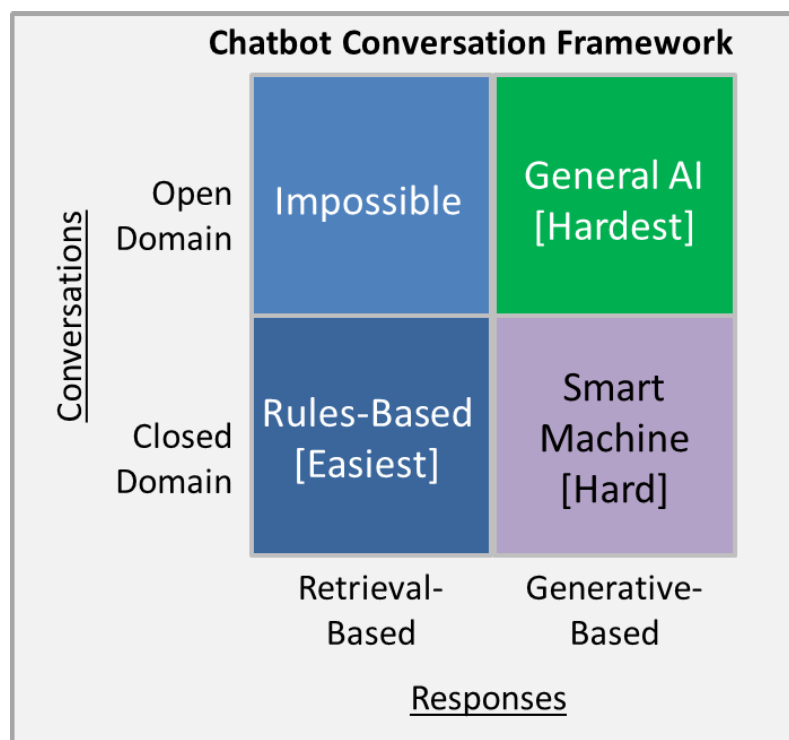 Chatbot Conversation Framework
Conversations
Open
Domain
Impossible
General AI
[Hardest]
Closed
Domain
Rules-Based
[Easiest]
Smart
Machine
[Hard]
Retrieval-
Based
Generative-
Based
Responses